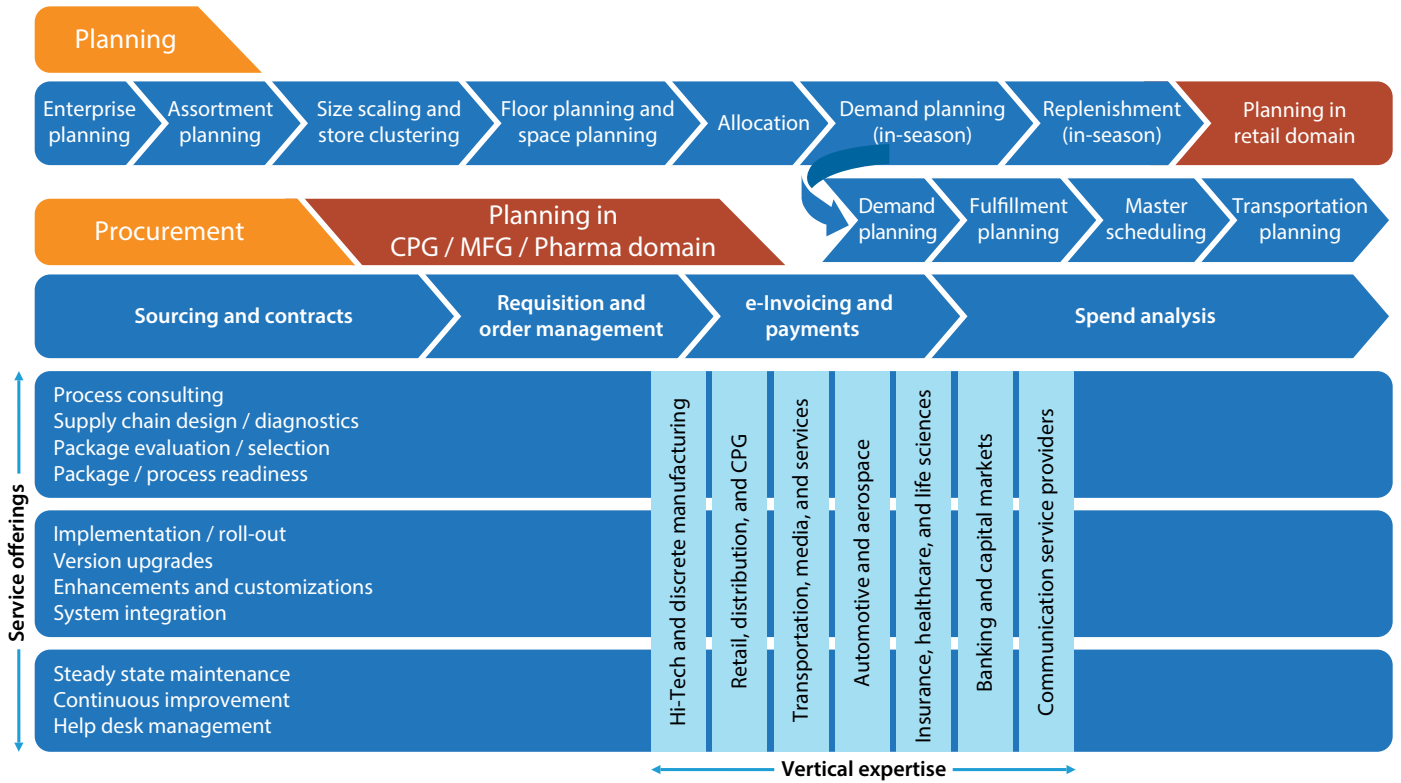 Planning
Enterprise
planning
Assortment
planning
Size scaling and
store clustering
Floor planning and
space planning
Allocation
Demand planning
(in-season)
Replenishment
(in-season)
Planning in
retail domain
Procurement
Planning in
CPG / MFG / Pharma domain
Demand
planning
Fulfillment
planning
Master
scheduling
Transportation
planning
Sourcing and contracts
Requisition and
order management
e-Invoicing and
payments
Spend analysis
Service offerings
Process consulting
Supply chain design / diagnostics
Package evaluation / selection
Package / process readiness
Implementation / roll-out
Version upgrades
Enhancements and customizations
System integration
Steady state maintenance
Continuous improvement
Help desk management
Hi-Tech and discrete manufacturing
Retail, distribution, and CPG
Transportation, media, and services
Automotive and aerospace
Insurance, healthcare, and life sciences
Banking and capital markets
Communication service providers
Vertical expertise